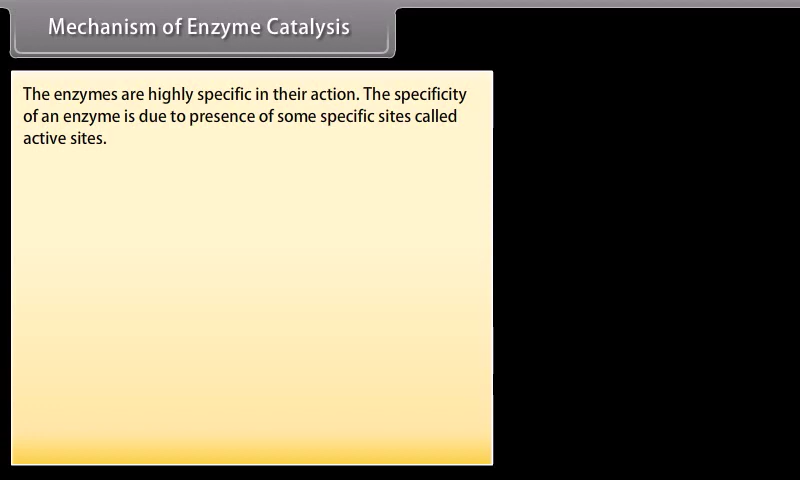 Mechanism of Enzyme Catalysis
The enzymes are highly specific in their action. The specificity
of an enzyme is due to presence of some specific sites called
active sites.